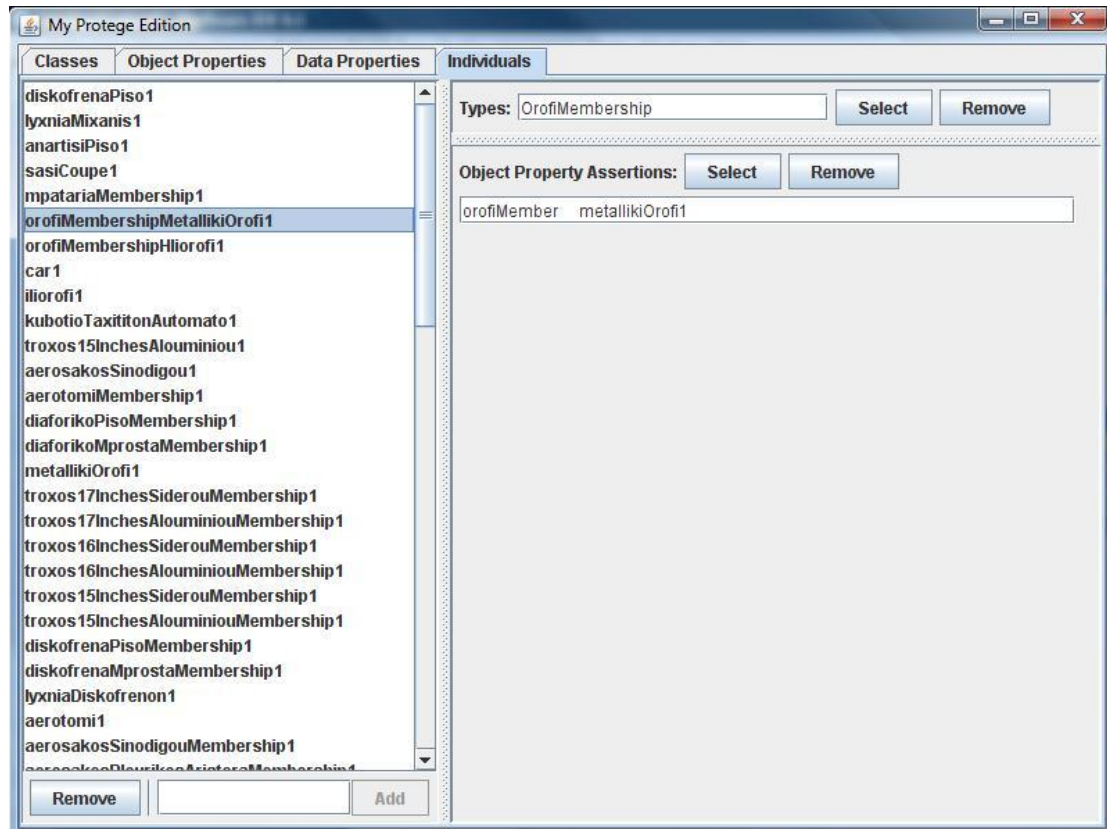 My Protege Edition
Classes Object Properties Data Properties Individuals
diskofrenaPiso1
lyxniaMixanis1
anartisiPiso1
sasiCoupe1
mpatariaMembership1
orofiMembershipMetallikiOrofi1
orofiMembershipHliorofi1
car1
iliorofi1
kubotioTaxititonAutomato1
troxos15InchesAlouminiou1
aerosakosSinodigou1
aerotomiMembership1
diaforikoPisoMembership1
diaforikoMprostaMembership1
metallikiOrofi1
troxos17InchesSiderouMembership1
troxos17InchesAlouminiouMembership1
troxos16InchesSiderouMembership1
troxos16InchesAlouminiouMembership1
troxos15InchesSiderouMembership1
troxos15InchesAlouminiouMembership1
diskofrenaPisoMembership1
diskofrenaMprostaMembership1
lyxniaDiskofrenon1
aerotomi1
aerosakosSinodigouMembership1
Remove Add
Types: OrofiMembership Select Remove
Object Property Assertions: Select Remove
orofiMember metallikiOrofi1